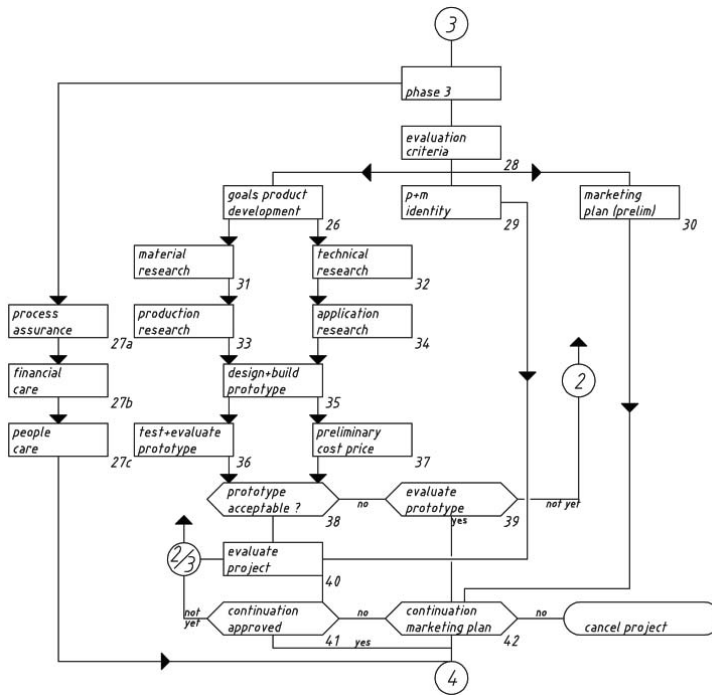 3
phase 3
evaluation
criteria
28
goals product
development
26
p+m
identity
29
marketing
plan (prelim)
30
material
research
31
technical
research
32
process
assurance
27a
production
research
33
application
research
34
financial
care
27b
design+build
prototype
35
2
people
care
27c
test+evaluate
prototype
36
preliminary
cost price
37
prototype
acceptable ?
38
no
evaluate
prototype
39
not yet
yes
2/3
evaluate
project
40
not
yet
continuation
approved
41
no
yes
continuation
marketing plan
42
no
cancel project
4